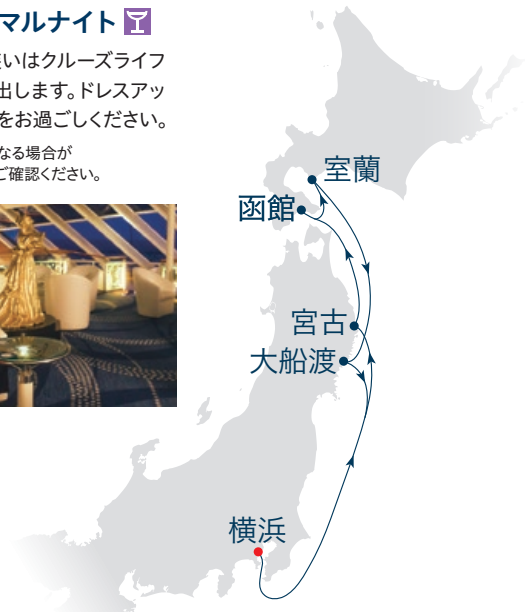 マルナイト
いはクルーズライフ
出します。ドレスアッ
をお過ごしください。
なる場合が
ご確認ください。
室蘭
函館
宮古
大船渡
横浜